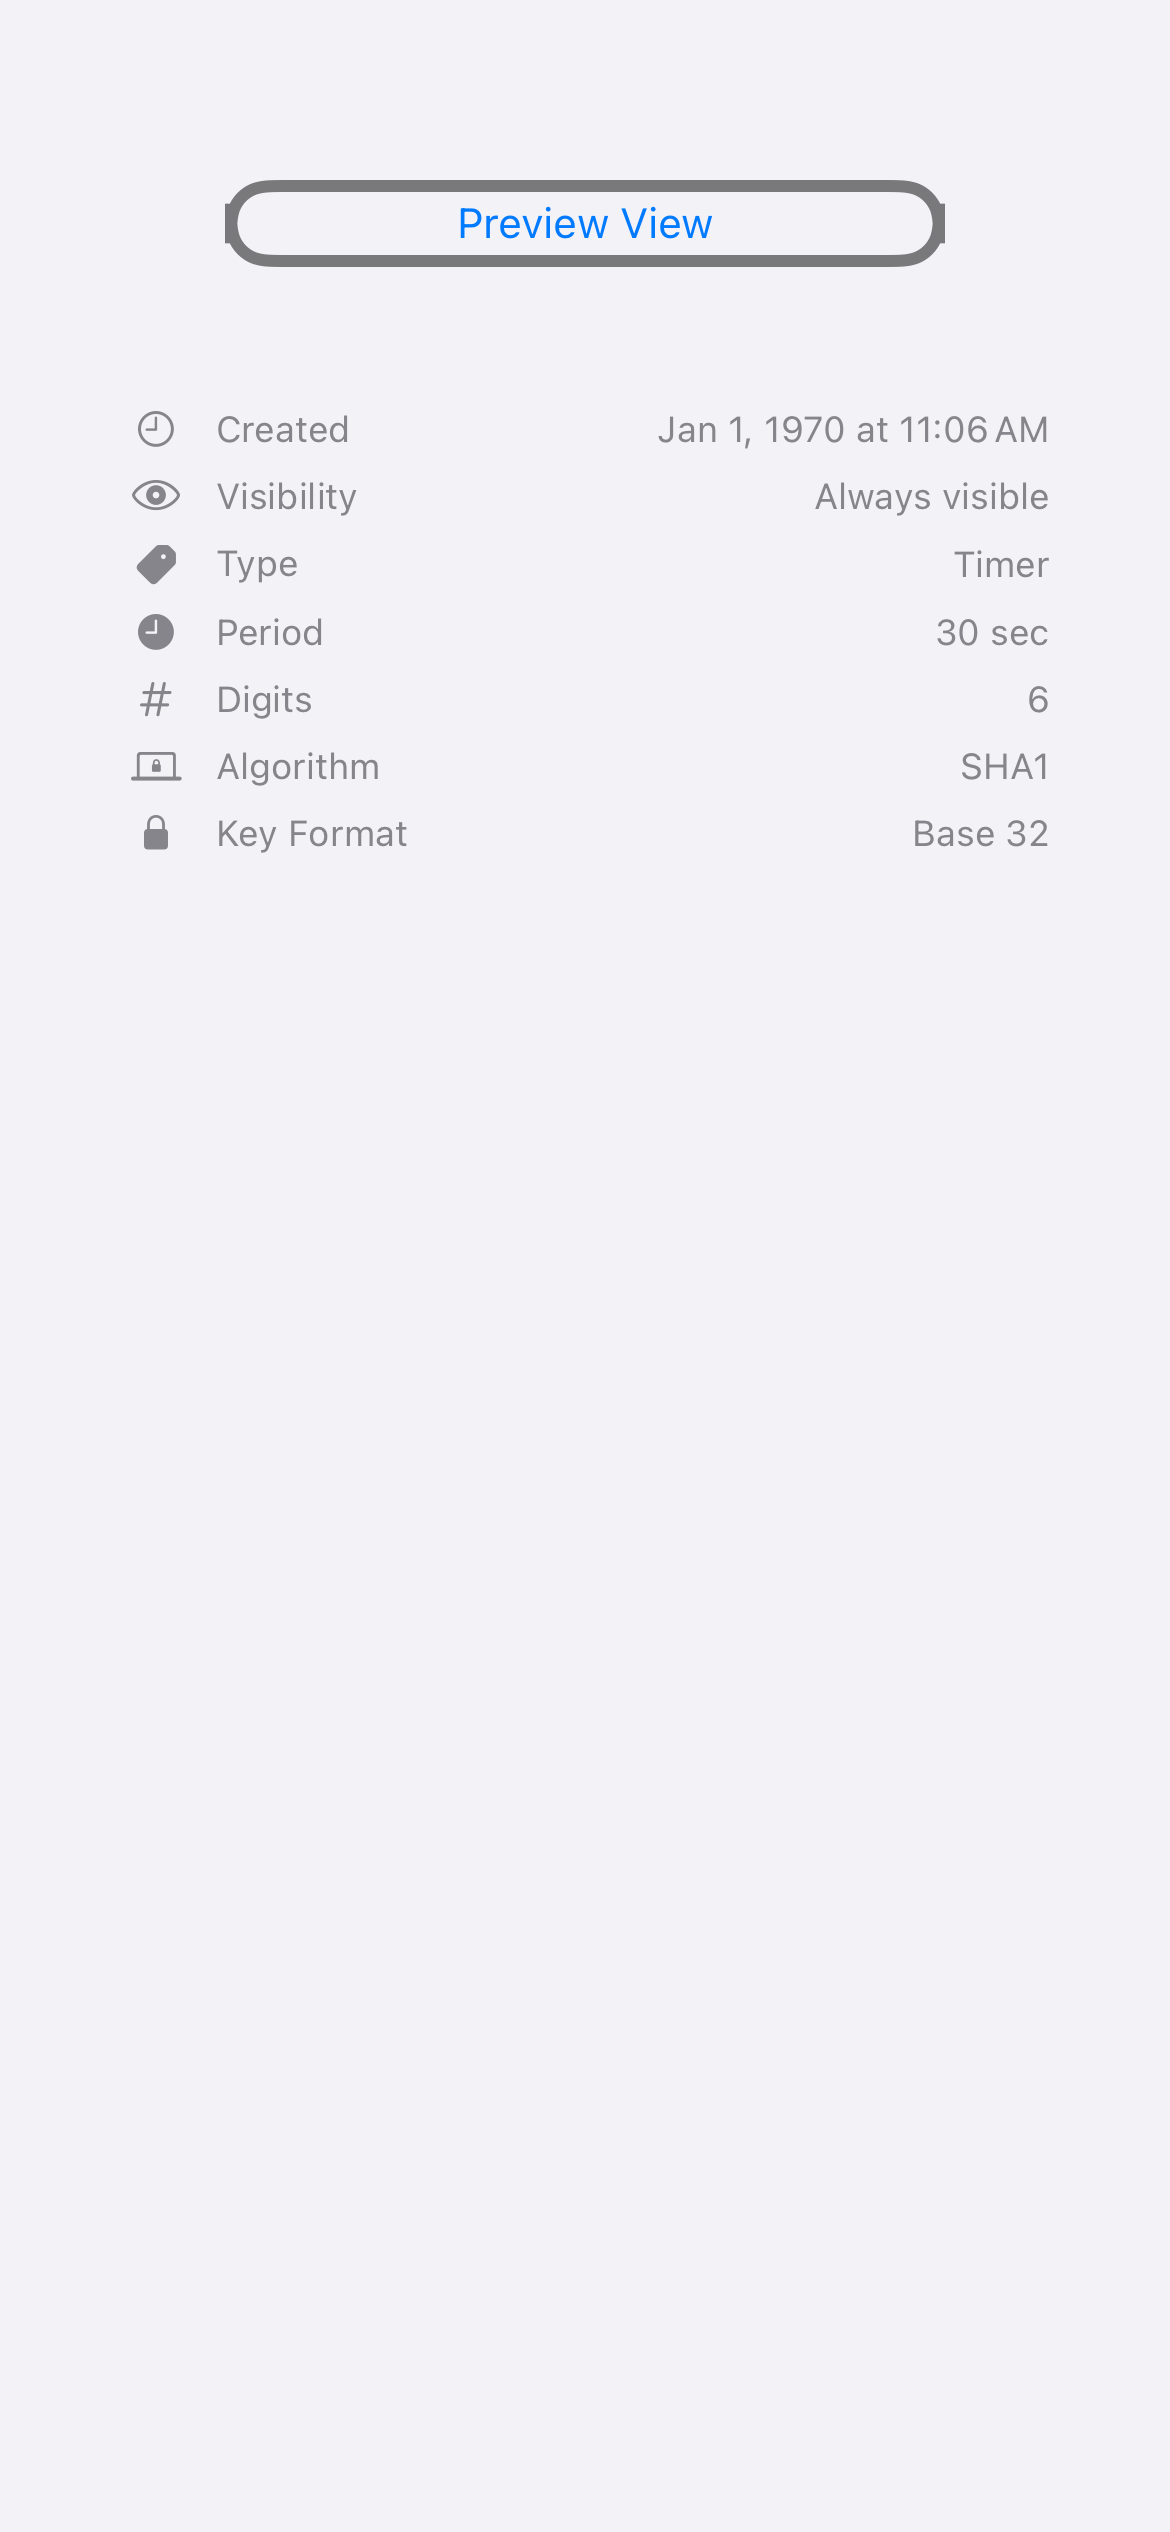 Preview View
Created Jan 1, 1970 at 11:06 AM
Visibility Always visible
Type Timer
Period 30 sec
Digits 6
Algorithm SHA1
Key Format Base 32